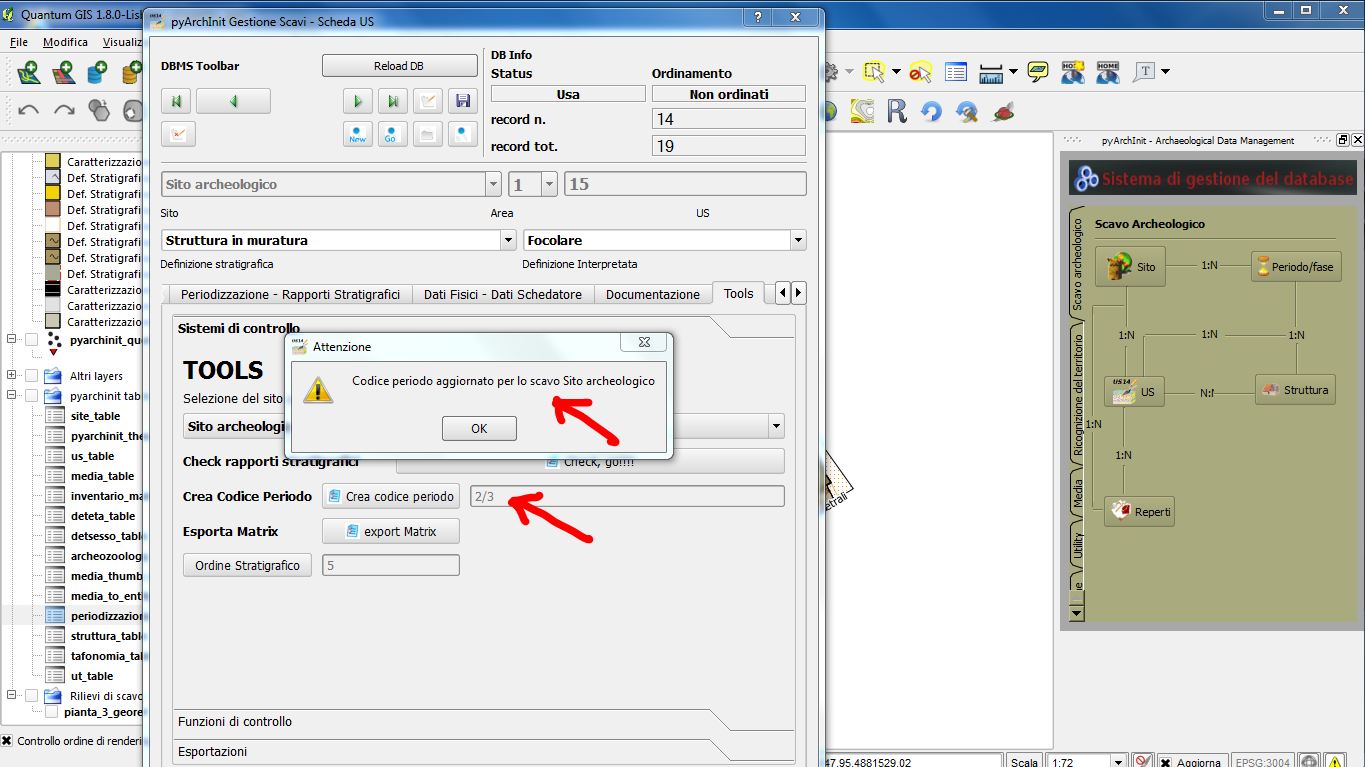 Quantum GIS 1.8.0-Lis
pyArchInit Gestione Scavi - Scheda US
File Modifica Visualiz
DBMS Toolbar
Reload DB
New
Go
DB Info
Status
Ordinamento
Usa
Non ordinati
record n.
14
record tot.
19
Sito archeologico
1
15
Sito
Area
US
Struttura in muratura
Focolare
Definizione stratigrafica
Definizione Interpretata
Periodizzazione - Rapporti Stratigrafici
Dati Fisici - Dati Schedatore
Documentazione
Tools
Sistemi di controllo
TOOLS
Selezione del sito
Sito archeologi
Check rapporti stratigrafici
Check, go!!!!
Crea Codice Periodo
Crea codice periodo
2/3
Esporta Matrix
export Matrix
Ordine Stratigrafico
5
Funzioni di controllo
Esportazioni
Attenzione
Codice periodo aggiornato per lo scavo Sito archeologico
OK
Caratterizzazio
Def. Stratigrafi
Def. Stratigrafi
Def. Stratigrafi
Def. Stratigrafi
Def. Stratigrafi
Def. Stratigrafi
Def. Stratigrafi
Caratterizzazio
Caratterizzazio
Caratterizzazio
pyarchinit_qu
Altri layers
pyarchinit tab
site_table
pyarchinit_the
us_table
media_table
inventario_ma
deteta_table
detsesso_table
archeozoolog
media_thumb
media_to_ent
periodizzazion
struttura_tabl
tafonomia_ta
ut_table
Rilievi di scavo
pianta_3_geore
Controllo ordine di renderi
etrali
pyArchInit - Archaeological Data Management
Sistema di gestione del database
Scavo archeologico
Ricognizione del territorio
Media
Utility
Scavo Archeologico
Sito
1:N
Periodo/fase
1:N
1:N
1:N
US
N:N
Struttura
1:N
1:N
Reperti
47.95,4881529.02
Scala
1:72
Aggiorna
EPSG:3004